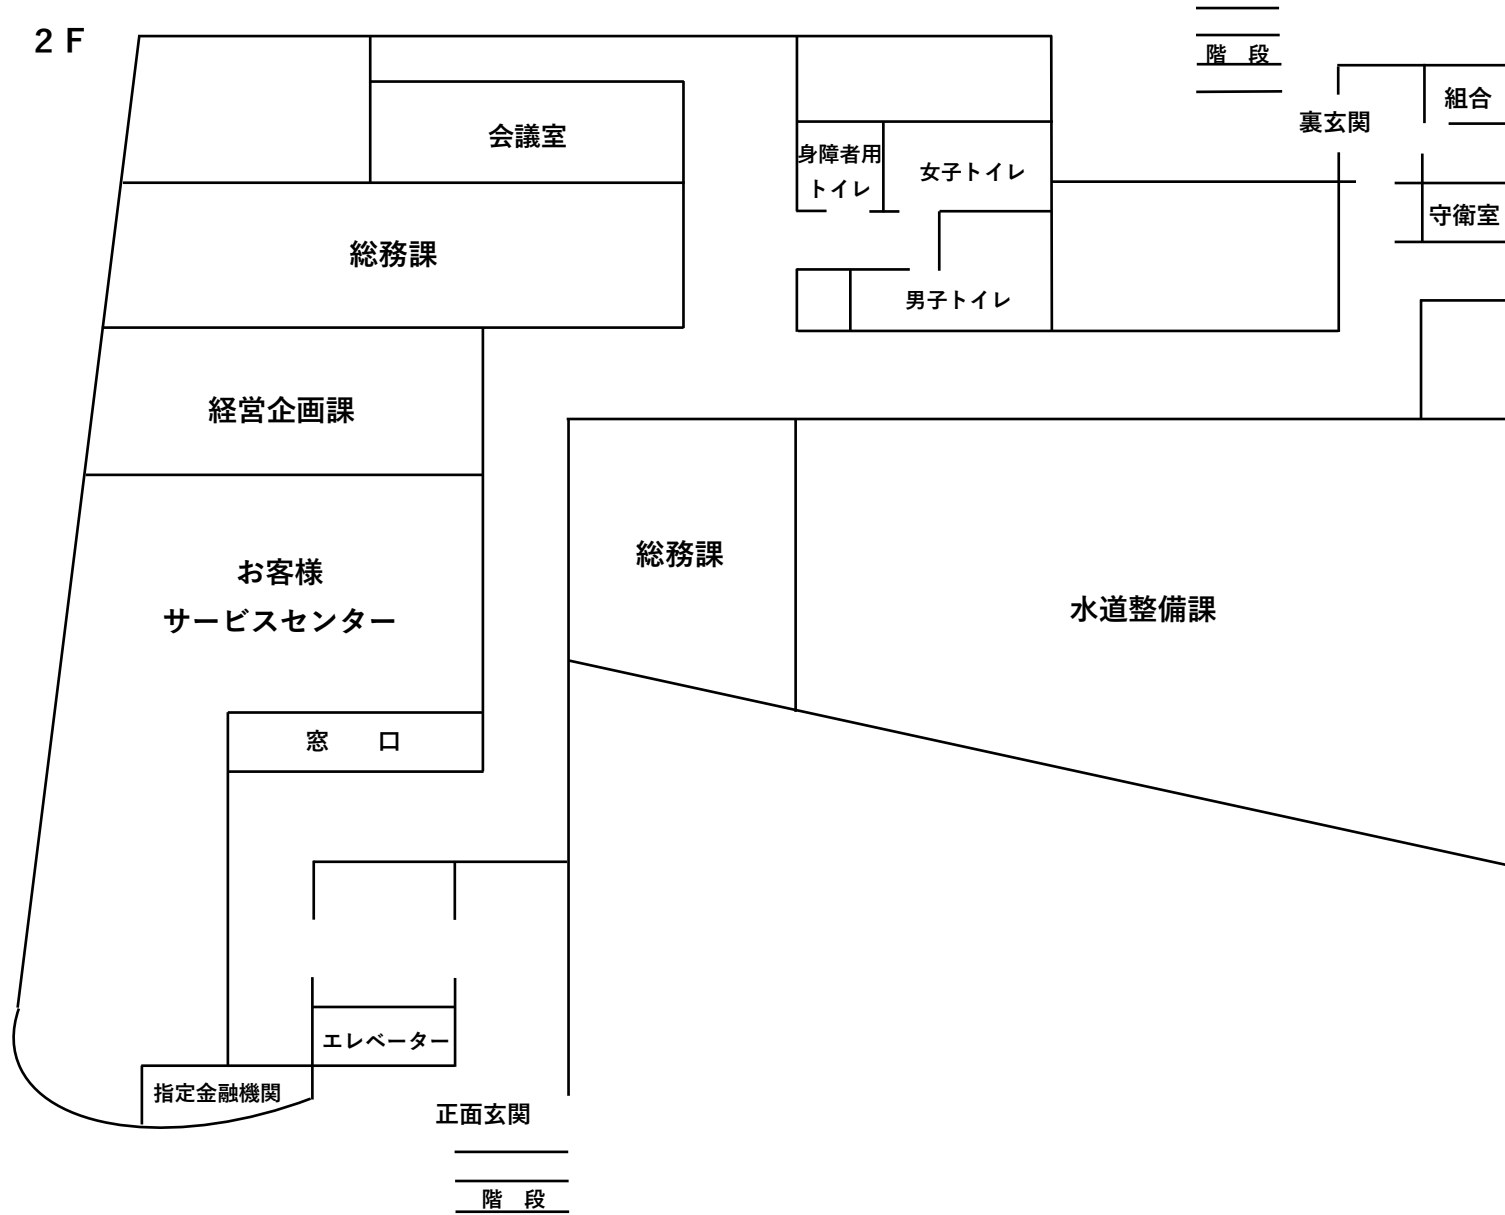 ２Ｆ
階　段
組合
裏玄関
会議室
身障者用
トイレ
女子トイレ
守衛室
総務課
男子トイレ
経営企画課
総務課
お客様
サービスセンター
水道整備課
窓　　口
エレベーター
指定金融機関
正面玄関
階　段